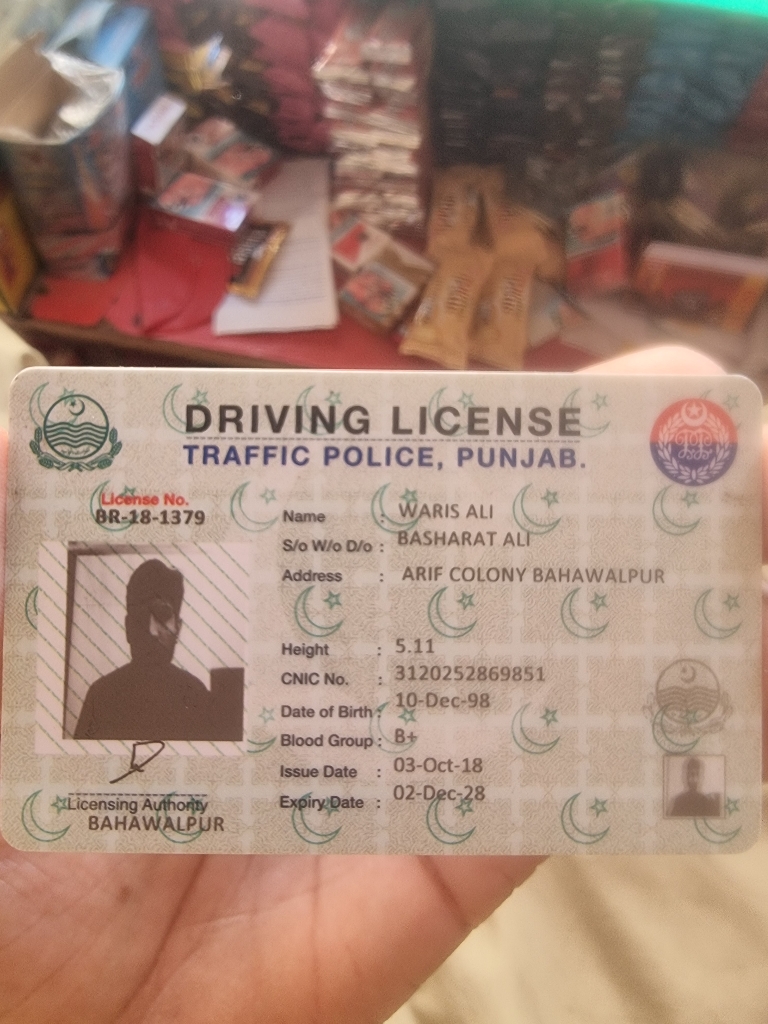 DRIVING LICENSE
TRAFFIC POLICE, PUNJAB.
License No.
BR-18-1379
Name : WARIS ALI
S/o W/o D/o : BASHARAT ALI
Address : ARIF COLONY BAHAWALPUR
Height : 5.11
CNIC No. : 3120252869851
Date of Birth : 10-Dec-98
Blood Group : B+
Issue Date : 03-Oct-18
Expiry Date : 02-Dec-28
Licensing Authority
BAHAWALPUR